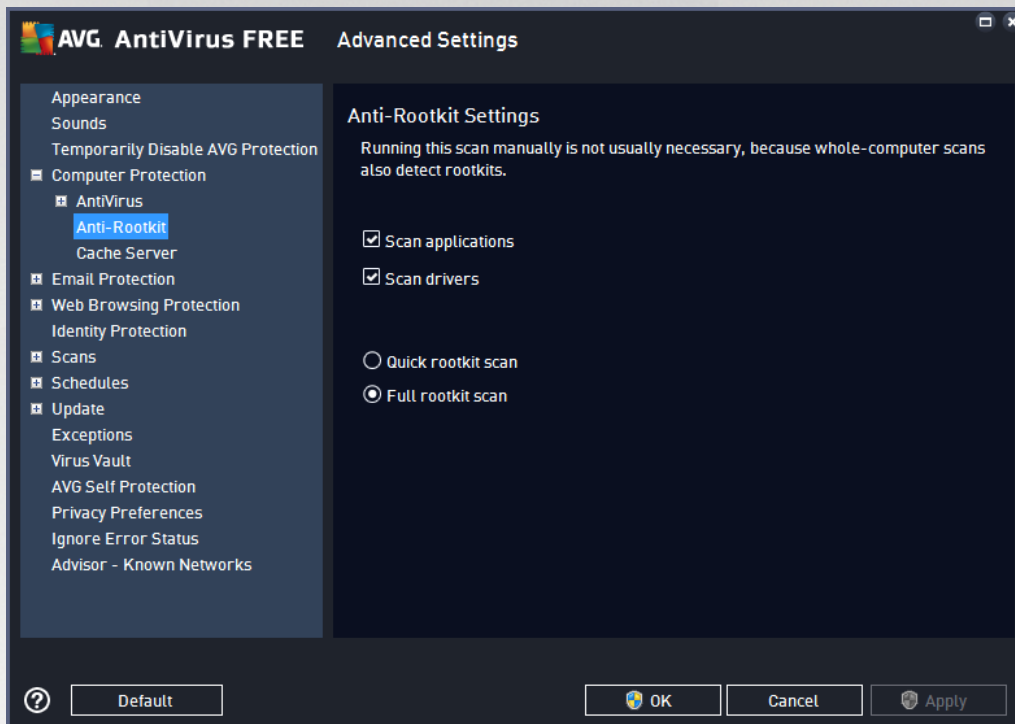 AVG AntiVirus FREE Advanced Settings
Appearance
Sounds
Temporarily Disable AVG Protection
Computer Protection
AntiVirus
Anti-Rootkit
Cache Server
Email Protection
Web Browsing Protection
Identity Protection
Scans
Schedules
Update
Exceptions
Virus Vault
AVG Self Protection
Privacy Preferences
Ignore Error Status
Advisor - Known Networks
Anti-Rootkit Settings
Running this scan manually is not usually necessary, because whole-computer scans
also detect rootkits.
Scan applications
Scan drivers
Quick rootkit scan
Full rootkit scan
? Default OK Cancel Apply